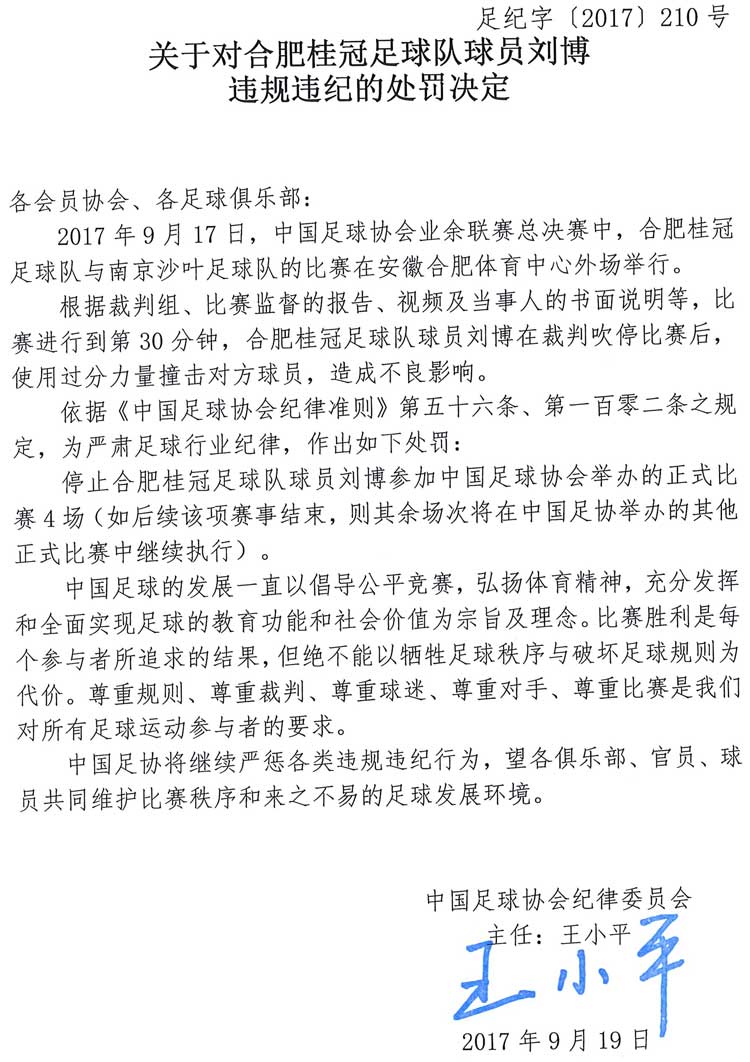 足纪字〔2017〕210 号
关于对合肥桂冠足球队球员刘博
违规违纪的处罚决定
各会员协会、各足球俱乐部：
2017 年 9 月 17 日，中国足球协会业余联赛总决赛中，合肥桂冠
足球队与南京沙叶足球队的比赛在安徽合肥体育中心外场举行。
根据裁判组、比赛监督的报告、视频及当事人的书面说明等，比
赛进行到第 30 分钟，合肥桂冠足球队球员刘博在裁判吹停比赛后，
使用过分力量撞击对方球员，造成不良影响。
依据《中国足球协会纪律准则》第五十六条、第一百零二条之规
定，为严肃足球行业纪律，作出如下处罚：
停止合肥桂冠足球队球员刘博参加中国足球协会举办的正式比
赛 4 场（如后续该项赛事结束，则其余场次将在中国足协举办的其他
正式比赛中继续执行）。
中国足球的发展一直以倡导公平竞赛，弘扬体育精神，充分发挥
和全面实现足球的教育功能和社会价值为宗旨及理念。比赛胜利是每
个参与者所追求的结果，但绝不能以牺牲足球秩序与破坏足球规则为
代价。尊重规则、尊重裁判、尊重球迷、尊重对手、尊重比赛是我们
对所有足球运动参与者的要求。
中国足协将继续严惩各类违规违纪行为，望各俱乐部、官员、球
员共同维护比赛秩序和来之不易的足球发展环境。
中国足球协会纪律委员会
主任：王小平
王小平
2017 年 9 月 19 日